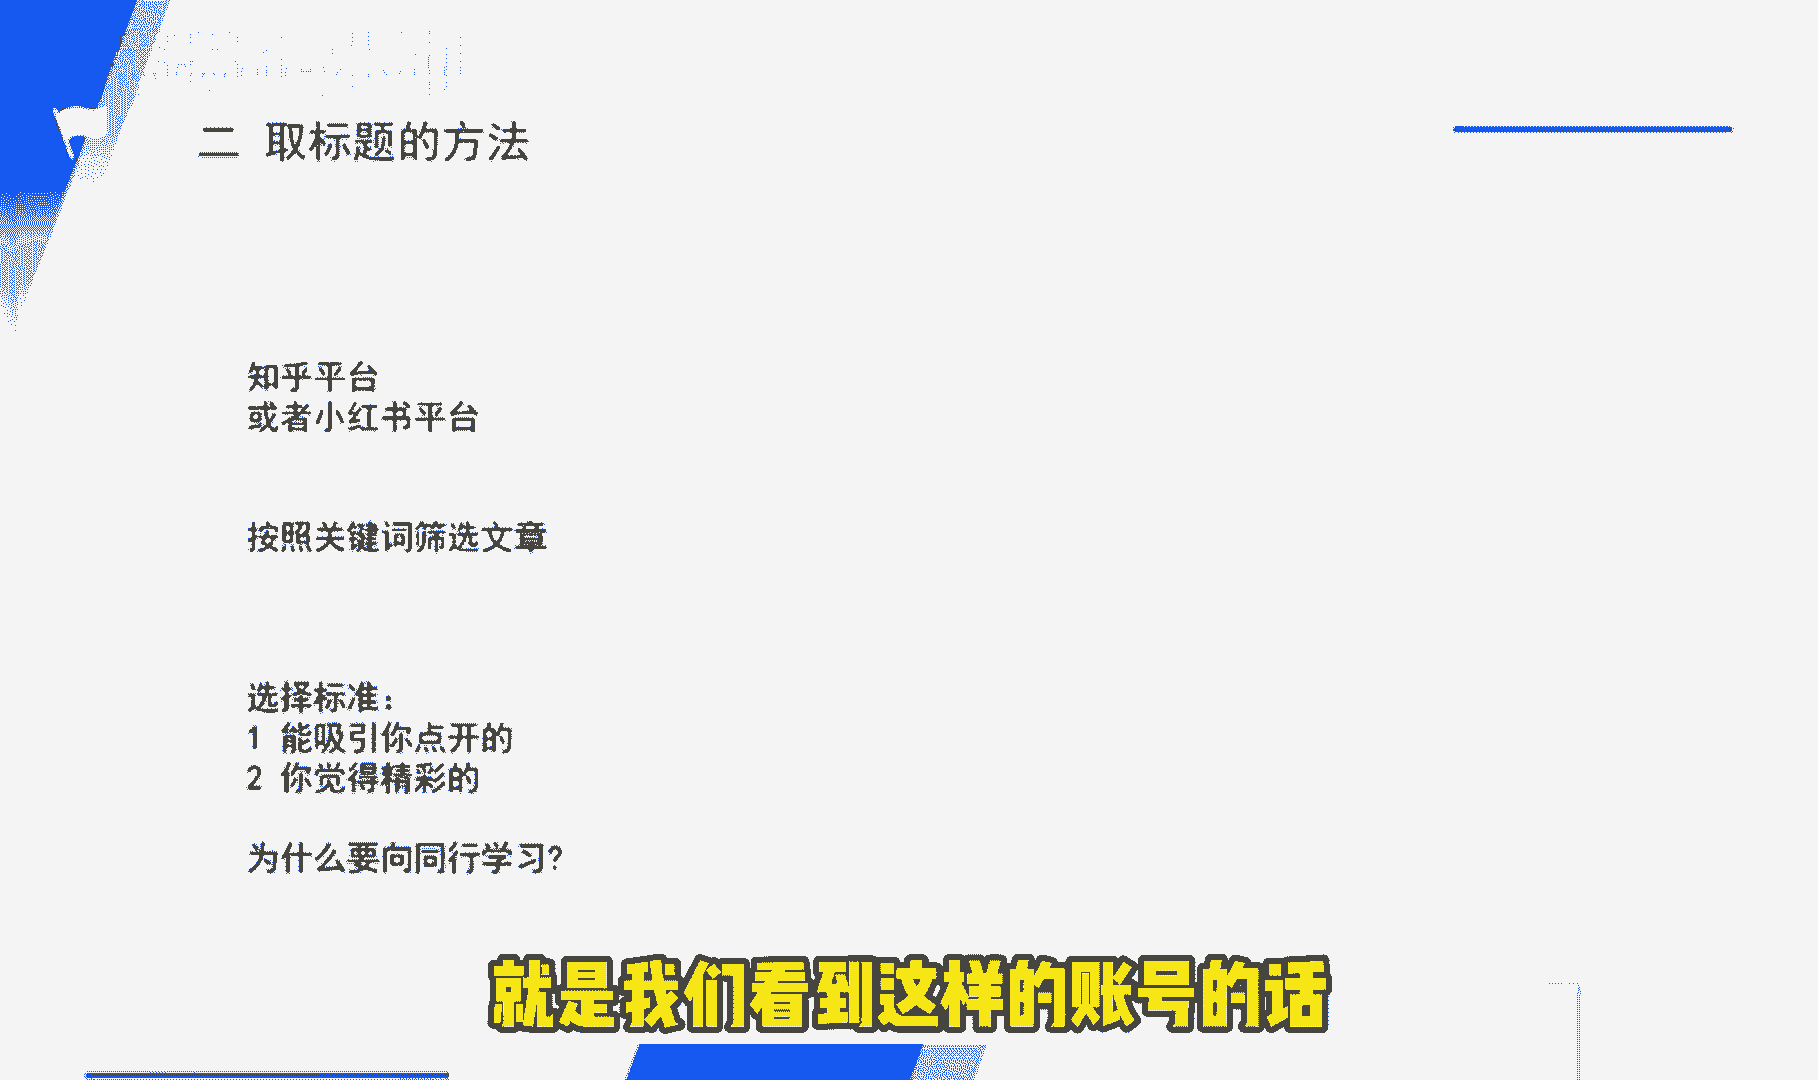 二 取标题的方法
知乎平台
或者小红书平台
按照关键词筛选文章
选择标准：
1 能吸引你点开的
2 你觉得精彩的
为什么要向同行学习?
就是我们看到这样的账号的话